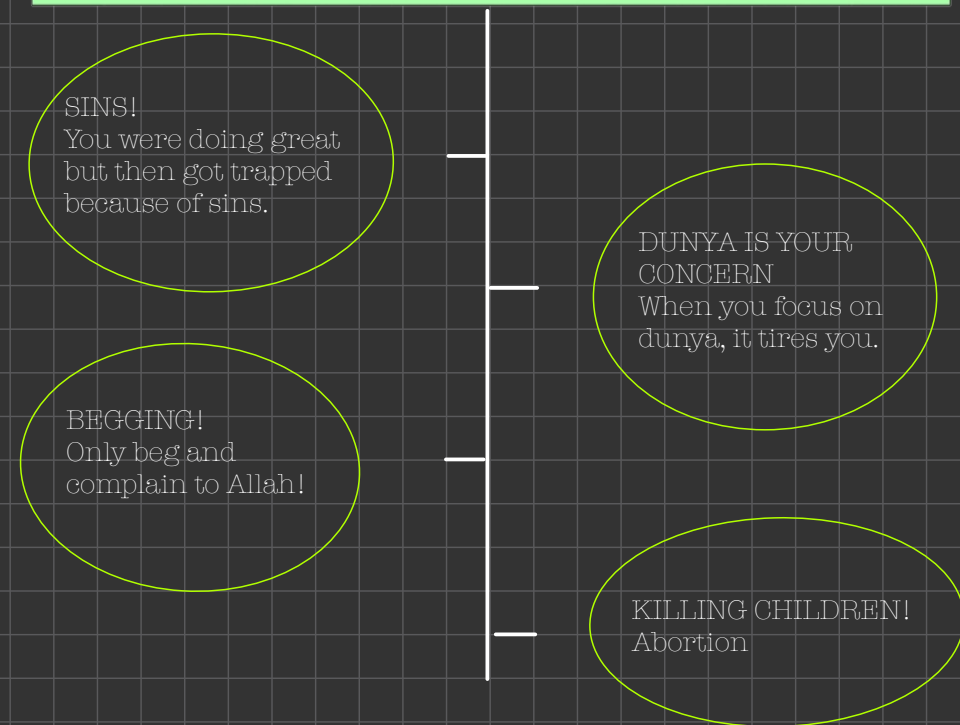 SINS!
You were doing great
but then got trapped
because of sins.
DUNYA IS YOUR
CONCERN
When you focus on
dunya, it tires you.
BEGGING!
Only beg and
complain to Allah!
KILLING CHILDREN!
Abortion